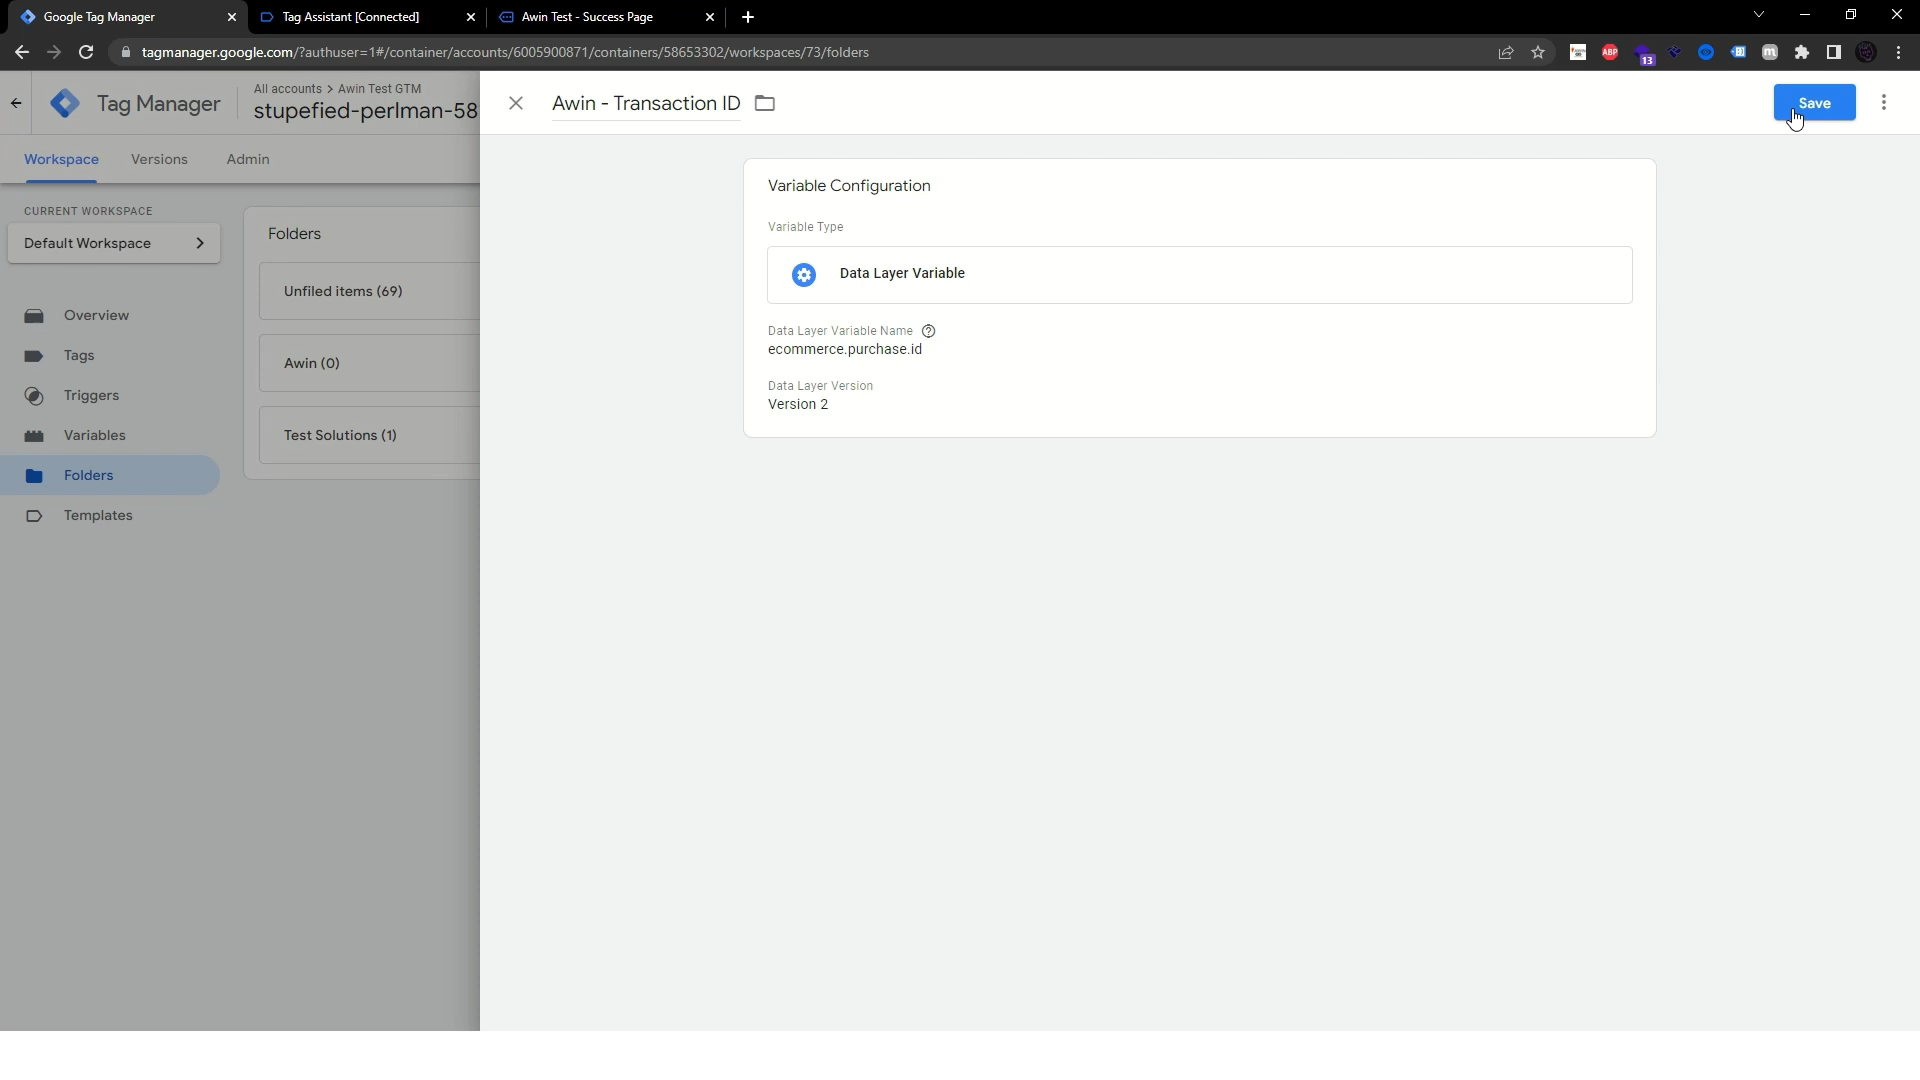 Google Tag Manager
Tag Assistant [Connected]
Awin Test - Success Page
tagmanager.google.com/?authuser=1#/container/accounts/6005900871/containers/58653302/workspaces/73/folders
ABP
13
m
Tag Manager
All accounts > Awin Test GTM
stupefied-perlman-58
Awin - Transaction ID
Save
Workspace
Versions
Admin
CURRENT WORKSPACE
Default Workspace
Overview
Tags
Triggers
Variables
Folders
Templates
Folders
Unfiled items (69)
Awin (0)
Test Solutions (1)
Variable Configuration
Variable Type
Data Layer Variable
Data Layer Variable Name
ecommerce.purchase.id
Data Layer Version
Version 2